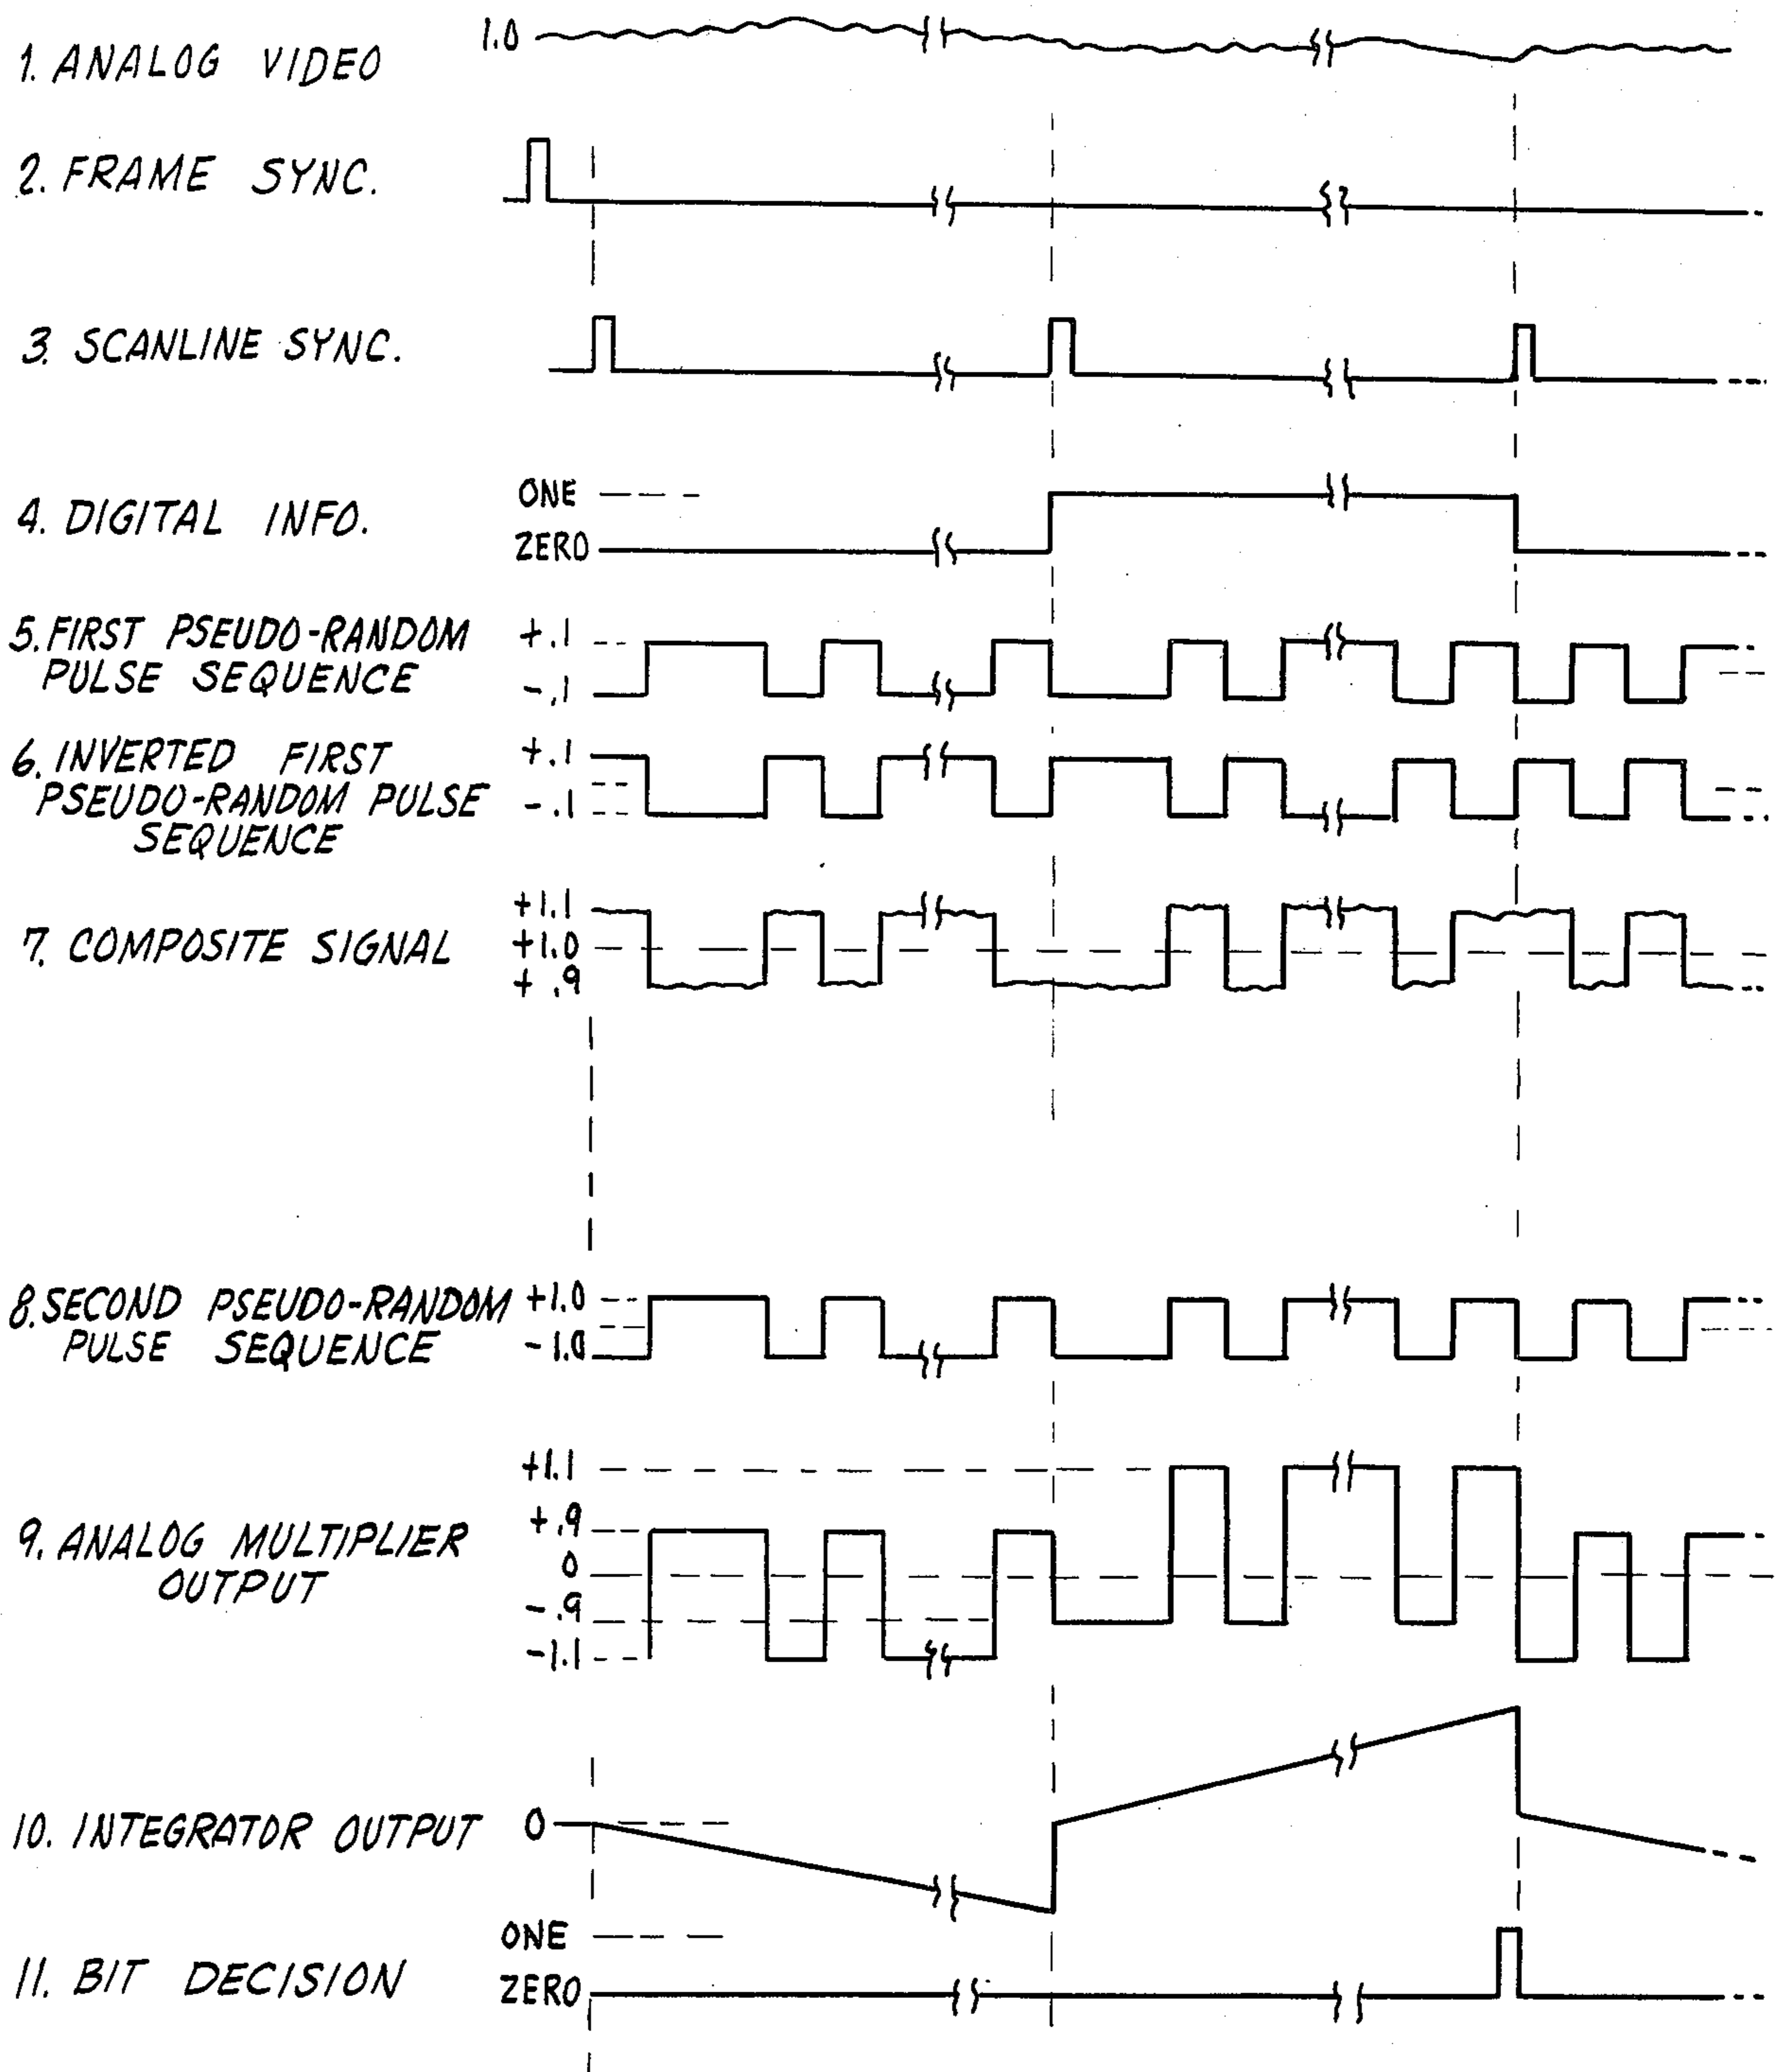 1. ANALOG VIDEO
1.0
2. FRAME SYNC.
3. SCANLINE SYNC.
4. DIGITAL INFO.
ONE
ZERO
5. FIRST PSEUDO-RANDOM
PULSE SEQUENCE
+.1
-.1
6. INVERTED FIRST
PSEUDO-RANDOM PULSE
SEQUENCE
+.1
-.1
7. COMPOSITE SIGNAL
+1.1
+1.0
+.9
8. SECOND PSEUDO-RANDOM
PULSE SEQUENCE
+1.0
-1.0
9. ANALOG MULTIPLIER
OUTPUT
+1.1
+.9
0
-.9
-1.1
10. INTEGRATOR OUTPUT
0
11. BIT DECISION
ONE
ZERO